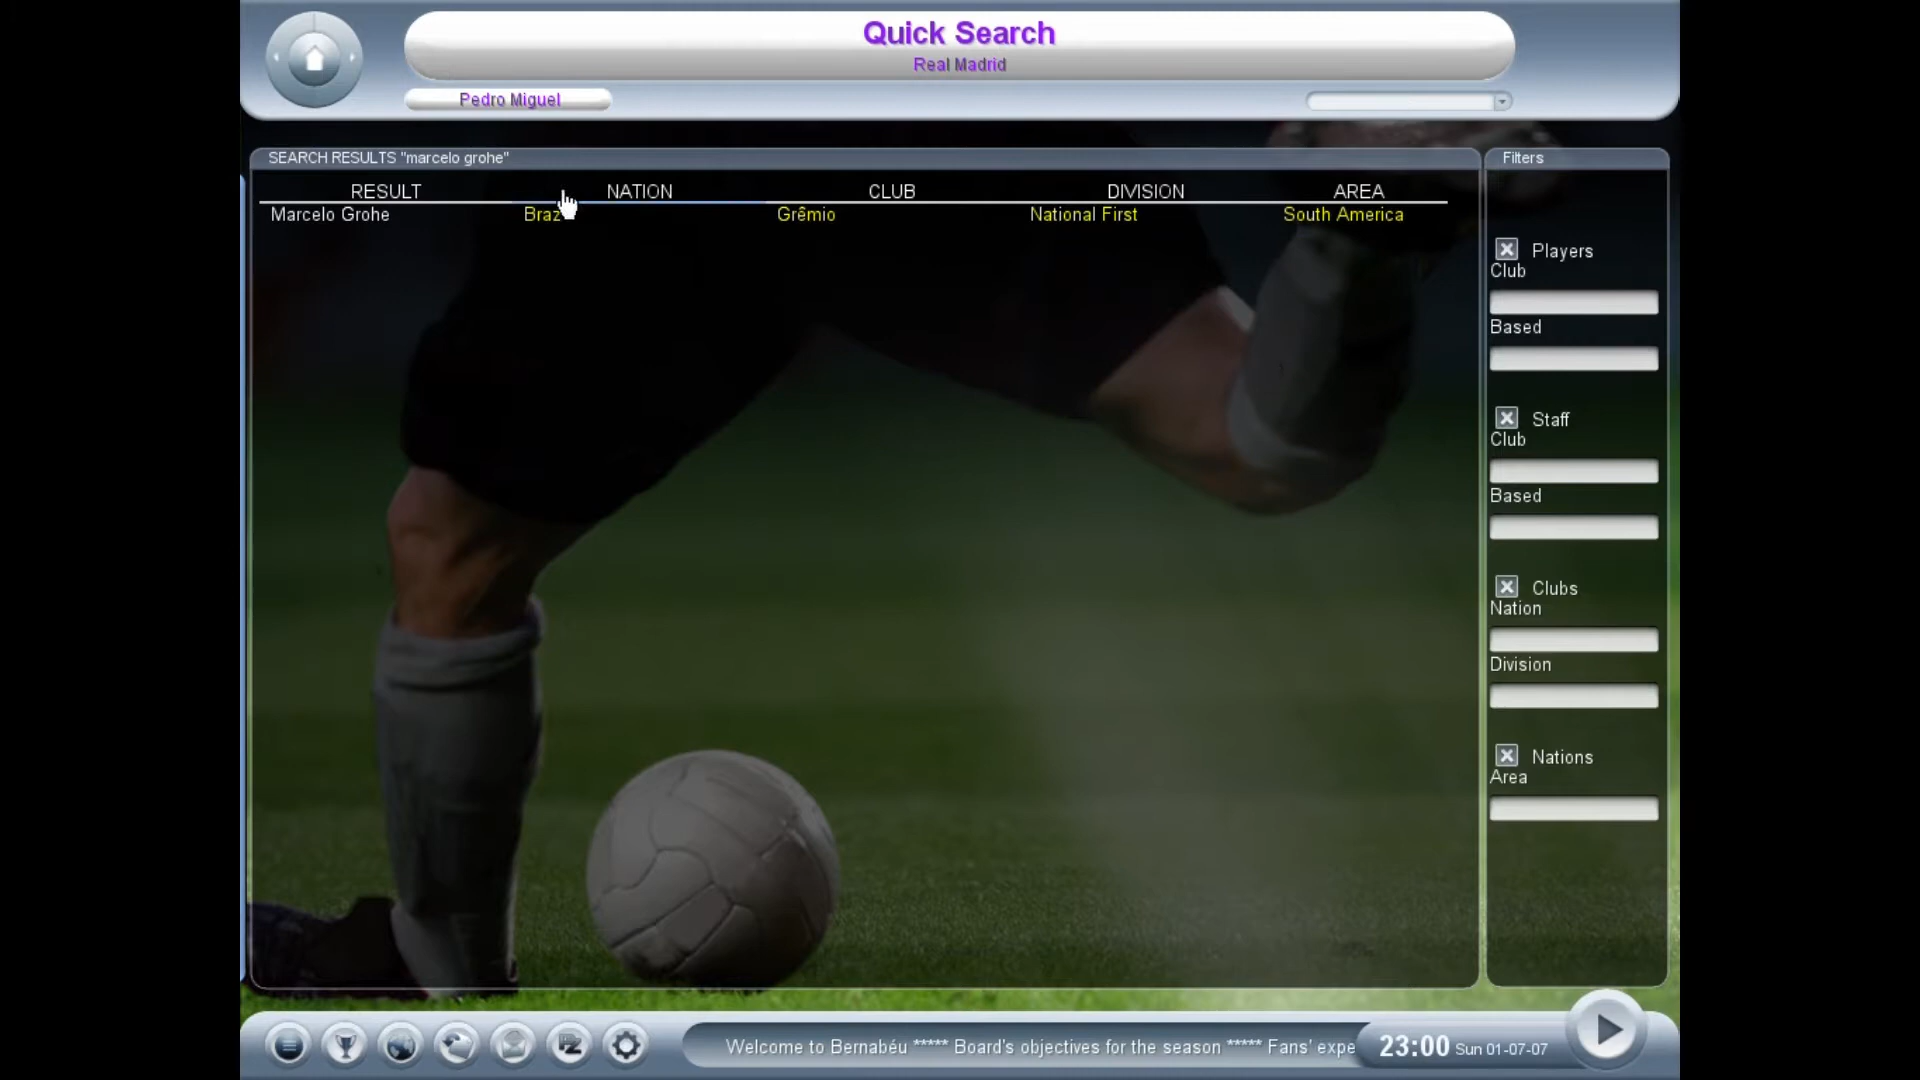 Quick Search
Real Madrid
Pedro Miguel
SEARCH RESULTS "marcelo grohe"
RESULT NATION CLUB DIVISION AREA
Marcelo Grohe Braz Grêmio National First South America
Filters
Players
Club
Based
Staff
Club
Based
Clubs
Nation
Division
Nations
Area
Welcome to Bernabéu ***** Board's objectives for the season ***** Fans' expe
23:00 Sun 01-07-07